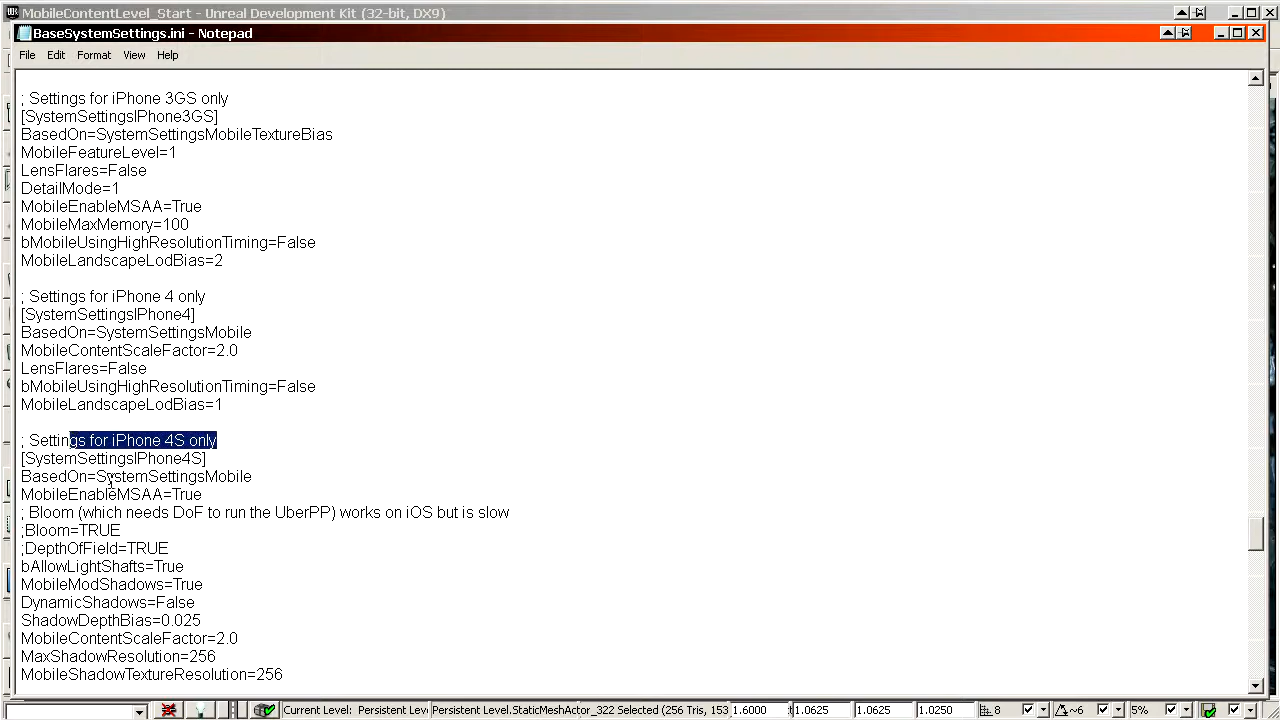 MobileContentLevel_Start - Unreal Development Kit (32-bit, DX9)
BaseSystemSettings.ini - Notepad
File Edit Format View Help
; Settings for iPhone 3GS only
[SystemSettingsIPhone3GS]
BasedOn=SystemSettingsMobileTextureBias
MobileFeatureLevel=1
LensFlares=False
DetailMode=1
MobileEnableMSAA=True
MobileMaxMemory=100
bMobileUsingHighResolutionTiming=False
MobileLandscapeLodBias=2
; Settings for iPhone 4 only
[SystemSettingsIPhone4]
BasedOn=SystemSettingsMobile
MobileContentScaleFactor=2.0
LensFlares=False
bMobileUsingHighResolutionTiming=False
MobileLandscapeLodBias=1
; Settings for iPhone 4S only
[SystemSettingsIPhone4S]
BasedOn=SystemSettingsMobile
MobileEnableMSAA=True
; Bloom (which needs DoF to run the UberPP) works on iOS but is slow
;Bloom=TRUE
;DepthOfField=TRUE
bAllowLightShafts=True
MobileModShadows=True
DynamicShadows=False
ShadowDepthBias=0.025
MobileContentScaleFactor=2.0
MaxShadowResolution=256
MobileShadowTextureResolution=256
Current Level: Persistent Level Persistent Level.StaticMeshActor_322 Selected (256 Tris, 153 1.6000 1.0625 1.0625 1.0250 8 ~6 5%